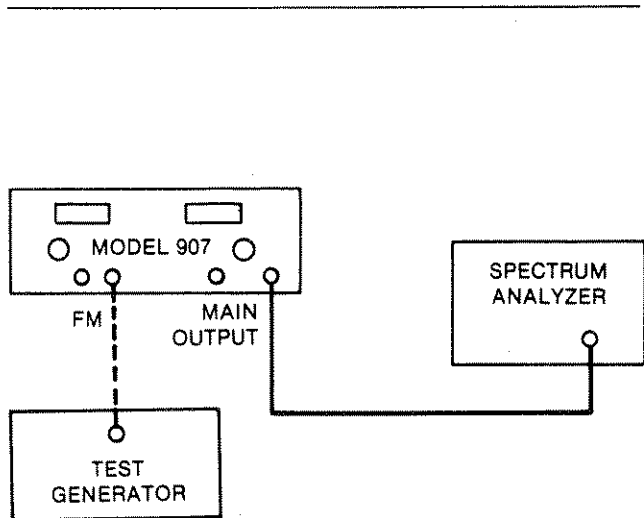 MODEL 907
FM
MAIN
OUTPUT
SPECTRUM
ANALYZER
TEST
GENERATOR